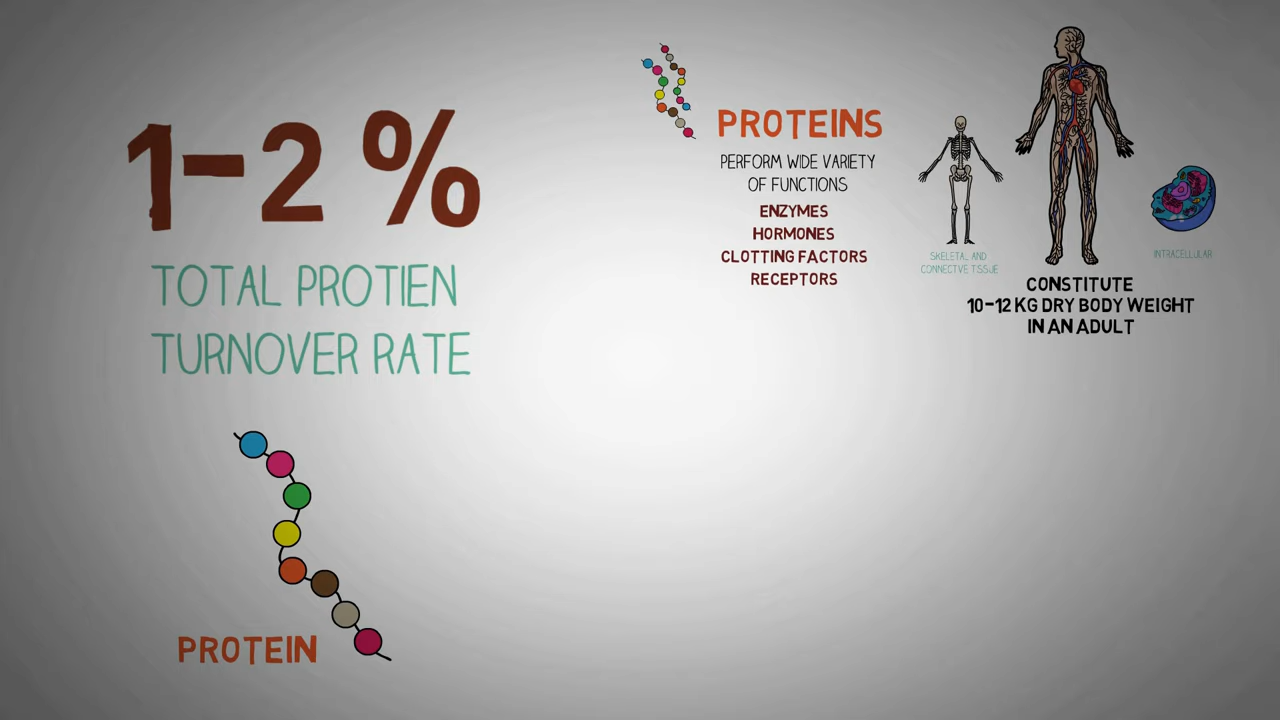 1-2 %
TOTAL PROTIEN
TURNOVER RATE
PROTEIN
PROTEINS
PERFORM WIDE VARIETY
OF FUNCTIONS
ENZYMES
HORMONES
CLOTTING FACTORS
RECEPTORS
SKELETAL AND
CONNECTVE TSSUE
INTRACELLULAR
CONSTITUTE
10-12 KG DRY BODY WEIGHT
IN AN ADULT